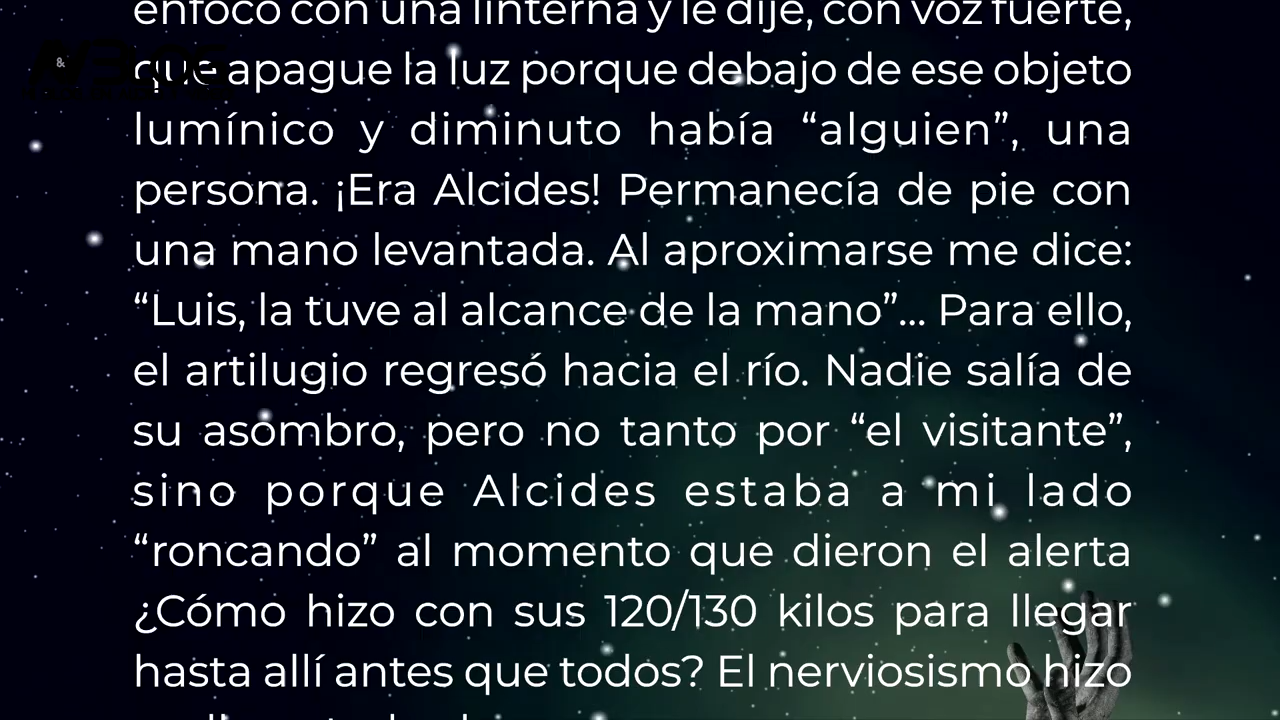 enfocó con una linterna y le dije, con voz fuerte,
que apague la luz porque debajo de ese objeto
lumínico y diminuto había “alguien”, una
persona. ¡Era Alcides! Permanecía de pie con
una mano levantada. Al aproximarse me dice:
“Luis, la tuve al alcance de la mano”... Para ello,
el artilugio regresó hacia el río. Nadie salía de
su asombro, pero no tanto por “el visitante”,
sino porque Alcides estaba a mi lado
“roncando” al momento que dieron el alerta
¿Cómo hizo con sus 120/130 kilos para llegar
hasta allí antes que todos? El nerviosismo hizo